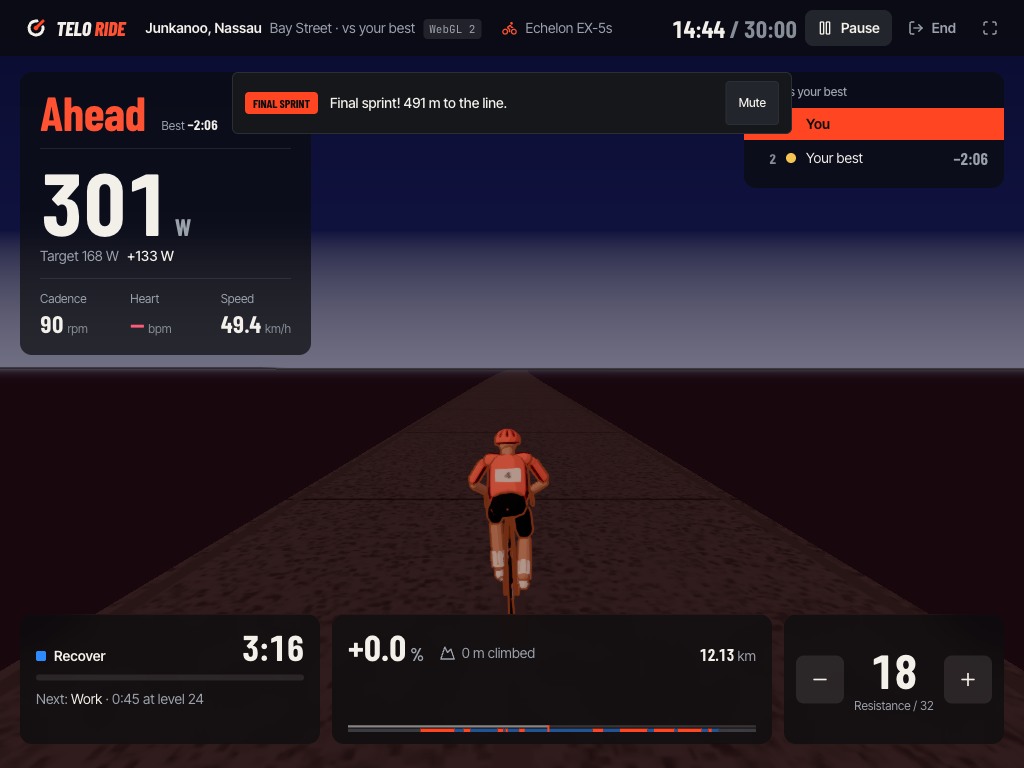 TELO RIDE Junkanoo, Nassau Bay Street · vs your best WebGL 2 Echelon EX-5s 14:44 / 30:00 Pause End
Ahead Best −2:06
FINAL SPRINT Final sprint! 491 m to the line. Mute
s your best
You
2 Your best −2:06
301 W
Target 168 W +133 W
Cadence Heart Speed
90 rpm – bpm 49.4 km/h
4
Recover 3:16
Next: Work · 0:45 at level 24
+0.0 % 0 m climbed 12.13 km
− 18 +
Resistance / 32